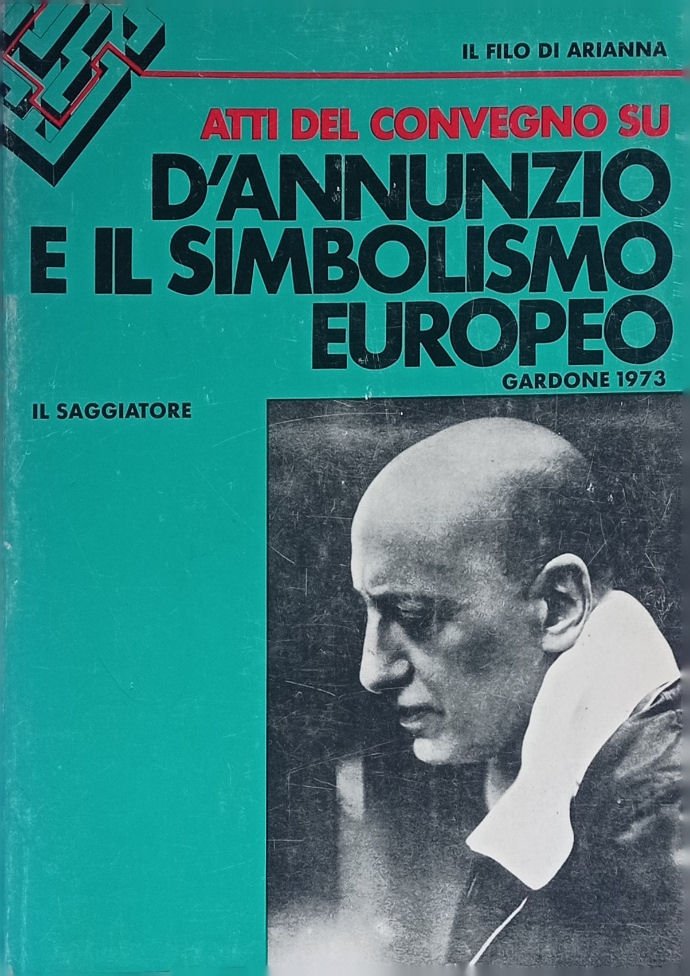 IL FILO DI ARIANNA
ATTI DEL CONVEGNO SU
D'ANNUNZIO
E IL SIMBOLISMO
EUROPEO
GARDONE 1973
IL SAGGIATORE